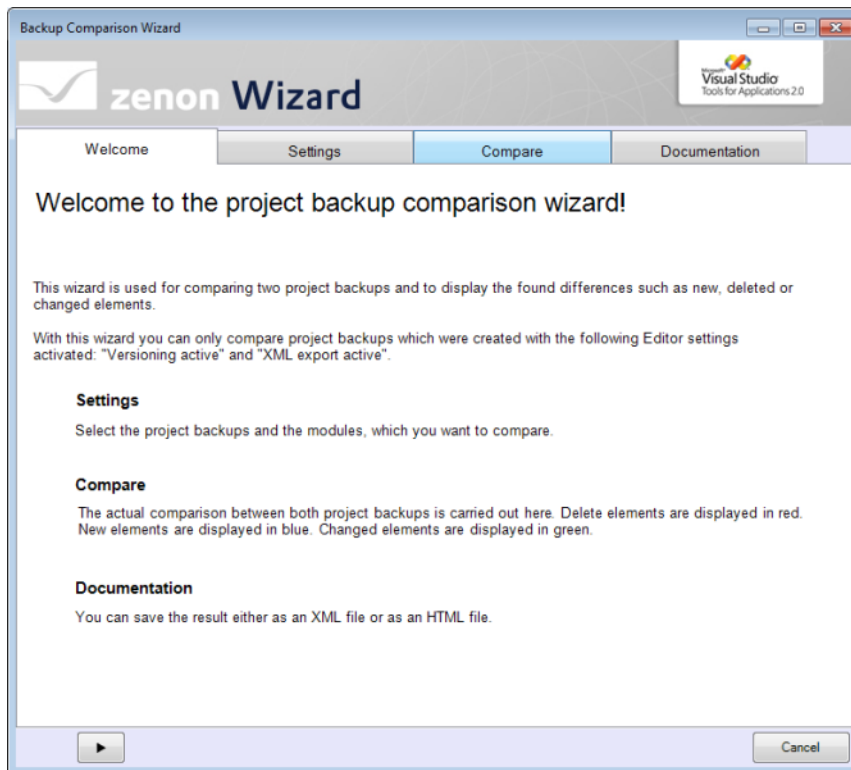 Backup Comparison Wizard
zenon Wizard
Microsoft
Visual Studio
Tools for Applications 2.0
Welcome Settings Compare Documentation
Welcome to the project backup comparison wizard!
This wizard is used for comparing two project backups and to display the found differences such as new, deleted or
changed elements.
With this wizard you can only compare project backups which were created with the following Editor settings
activated: "Versioning active" and "XML export active".
Settings
Select the project backups and the modules, which you want to compare.
Compare
The actual comparison between both project backups is carried out here. Delete elements are displayed in red.
New elements are displayed in blue. Changed elements are displayed in green.
Documentation
You can save the result either as an XML file or as an HTML file.
Cancel